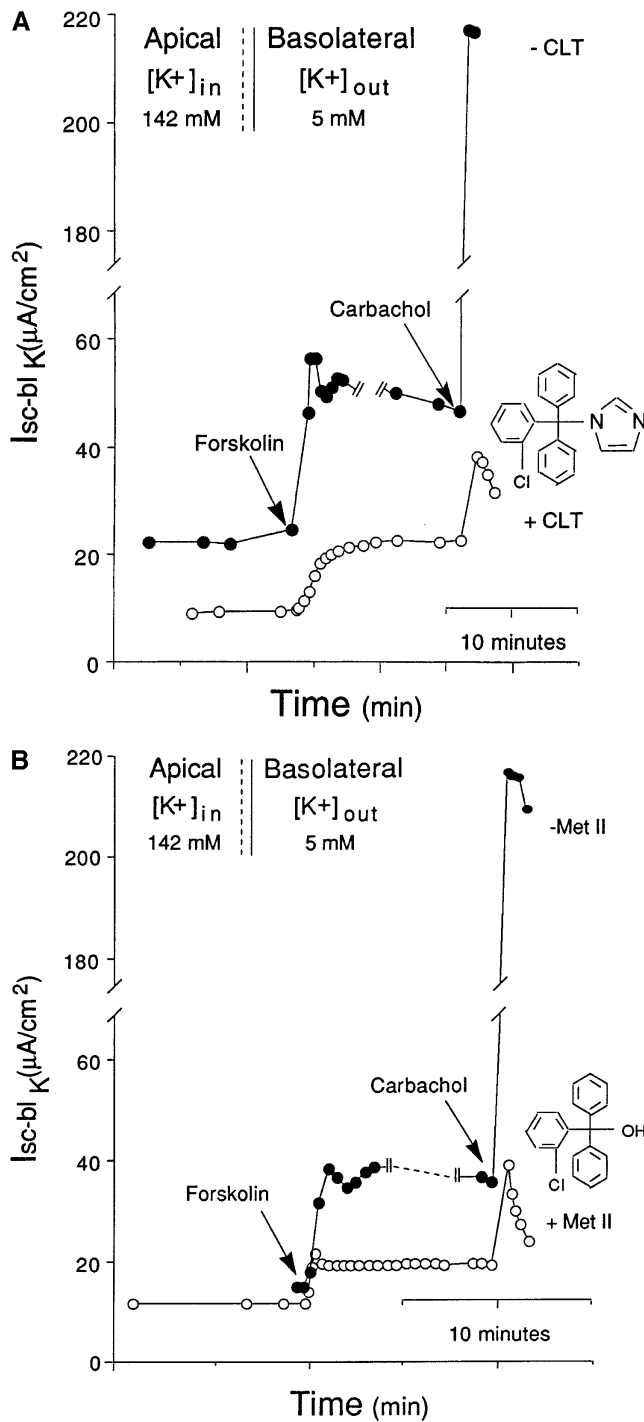 A
220
200
180
60
40
20
0
Isc-bl K(μA/cm²)
Apical
Basolateral
[K+]in
[K+]out
142 mM
5 mM
- CLT
Carbachol
Forskolin
N
N
Cl
+ CLT
10 minutes
Time (min)
B
220
200
180
60
40
20
0
Isc-bl K(μA/cm²)
Apical
Basolateral
[K+]in
[K+]out
142 mM
5 mM
-Met II
Carbachol
Forskolin
OH
Cl
+ Met II
10 minutes
Time (min)